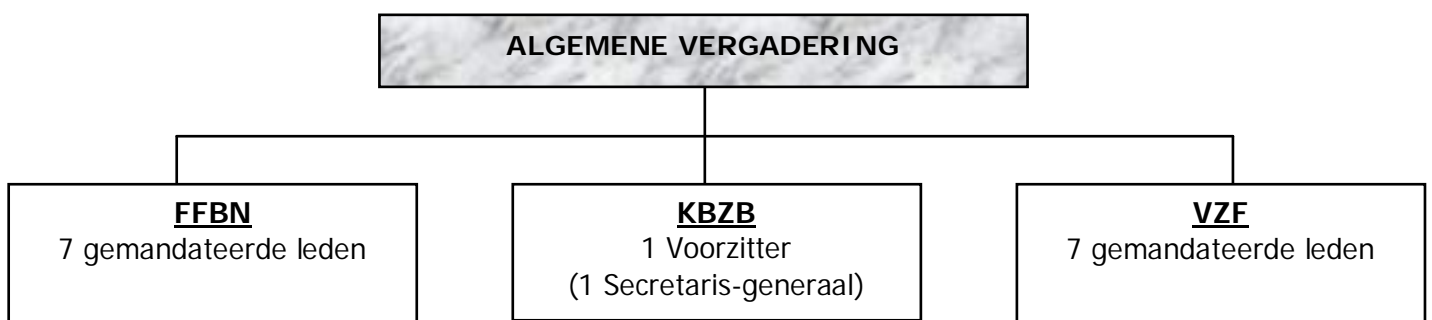 ALGEMENE VERGADERING
FFBN
7 gemandateerde leden
KBZB
1 Voorzitter
(1 Secretaris-generaal)
VZF
7 gemandateerde leden